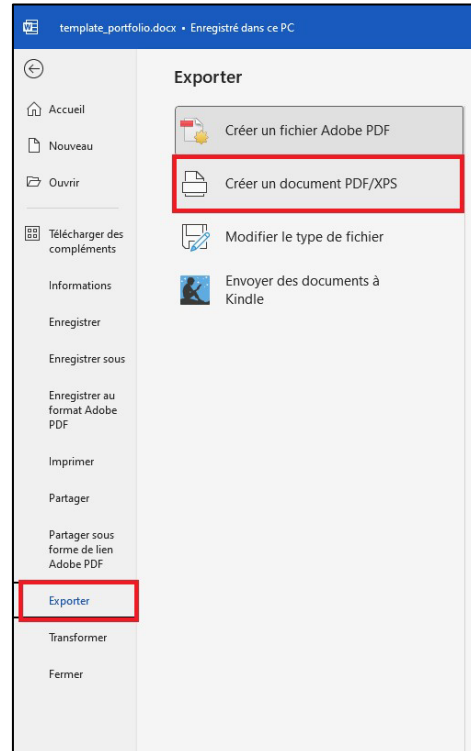 template_portfolio.docx • Enregistré dans ce PC
Exporter
Accueil
Nouveau
Ouvrir
Télécharger des
compléments
Informations
Enregistrer
Enregistrer sous
Enregistrer au
format Adobe
PDF
Imprimer
Partager
Partager sous
forme de lien
Adobe PDF
Exporter
Transformer
Fermer
Créer un fichier Adobe PDF
Créer un document PDF/XPS
Modifier le type de fichier
Envoyer des documents à
Kindle